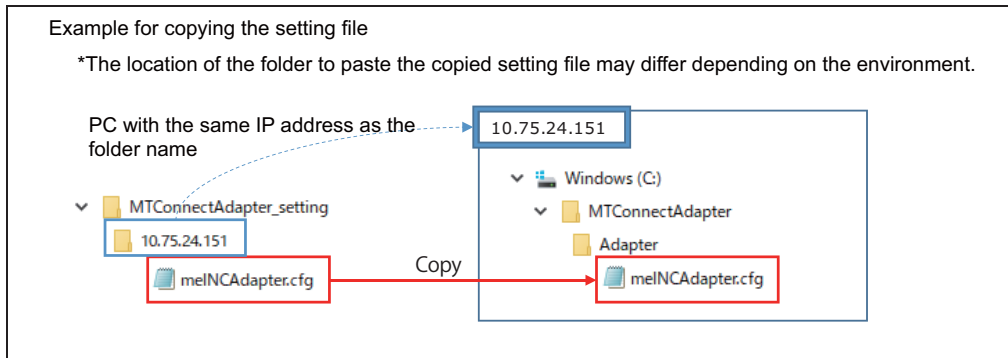 Example for copying the setting file
*The location of the folder to paste the copied setting file may differ depending on the environment.
PC with the same IP address as the
folder name
MTConnectAdapter_setting
10.75.24.151
melNCAdapter.cfg
Copy
10.75.24.151
Windows (C:)
MTConnectAdapter
Adapter
melNCAdapter.cfg